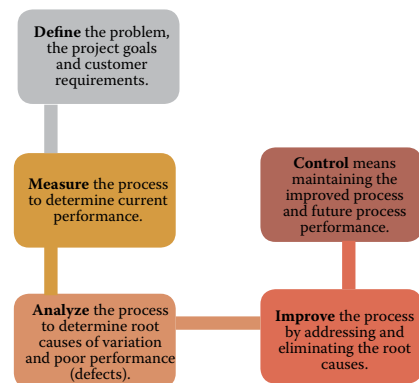 Define the problem,
the project goals
and customer
requirements.
Measure the process
to determine current
performance.
Analyze the process
to determine root
causes of variation
and poor performance
(defects).
Improve the process
by addressing and
eliminating the root
causes.
Control means
maintaining the
improved process
and future process
performance.